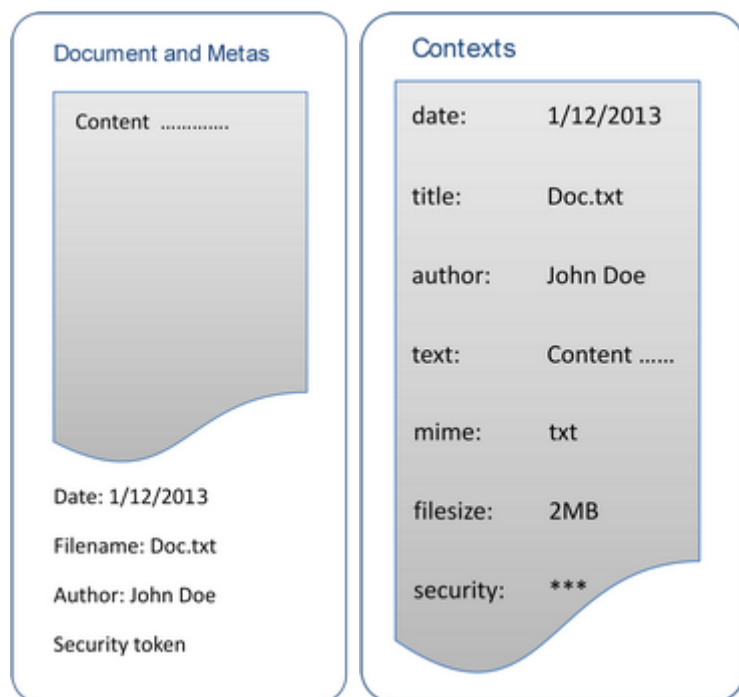 Document and Metas
Content .............
Date: 1/12/2013
Filename: Doc.txt
Author: John Doe
Security token
Contexts
date: 1/12/2013
title: Doc.txt
author: John Doe
text: Content ......
mime: txt
filesize: 2MB
security: ***